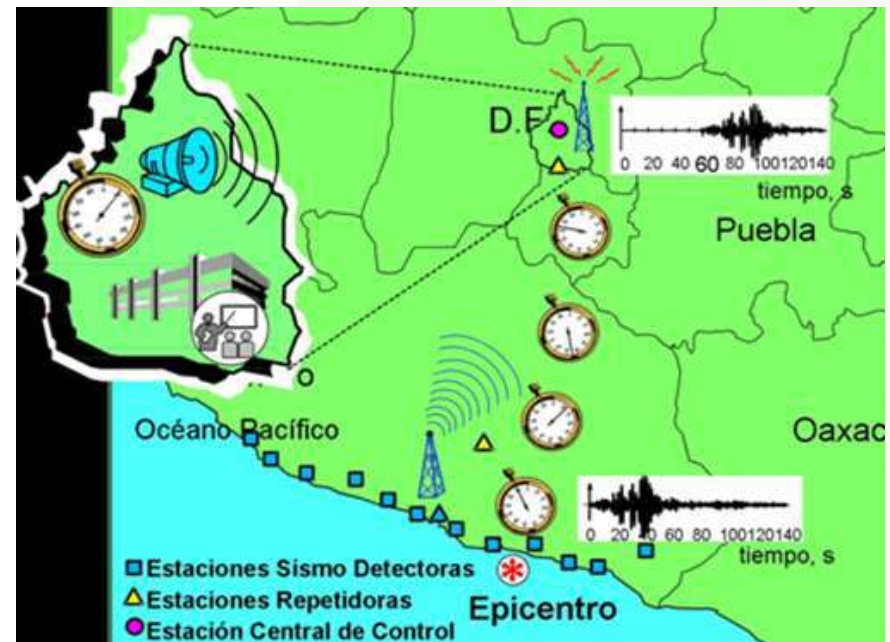 D.F.
0 20 40 60 80 100120140
tiempo, s
Puebla
o
Océano Pacífico
Oaxac
0 20 40 60 80 100120140
tiempo, s
Estaciones Sismo Detectoras
Estaciones Repetidoras
Epicentro
Estación Central de Control